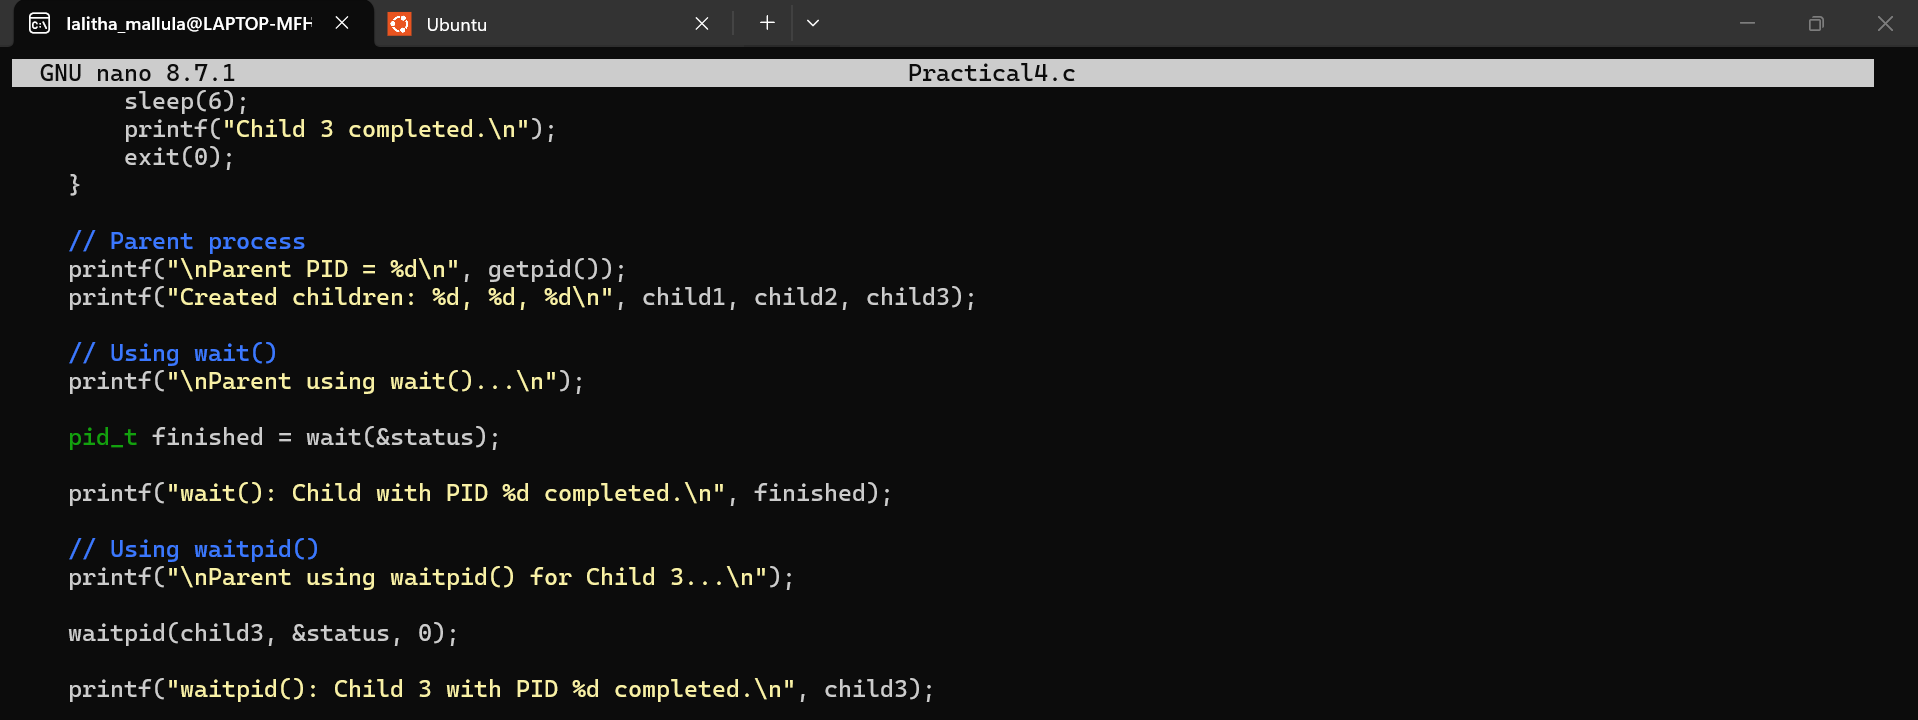 lalitha_mallula@LAPTOP-MFH
Ubuntu
GNU nano 8.7.1 Practical4.c
sleep(6);
printf("Child 3 completed.\n");
exit(0);
}
// Parent process
printf("\nParent PID = %d\n", getpid());
printf("Created children: %d, %d, %d\n", child1, child2, child3);
// Using wait()
printf("\nParent using wait()...\n");
pid_t finished = wait(&status);
printf("wait(): Child with PID %d completed.\n", finished);
// Using waitpid()
printf("\nParent using waitpid() for Child 3...\n");
waitpid(child3, &status, 0);
printf("waitpid(): Child 3 with PID %d completed.\n", child3);